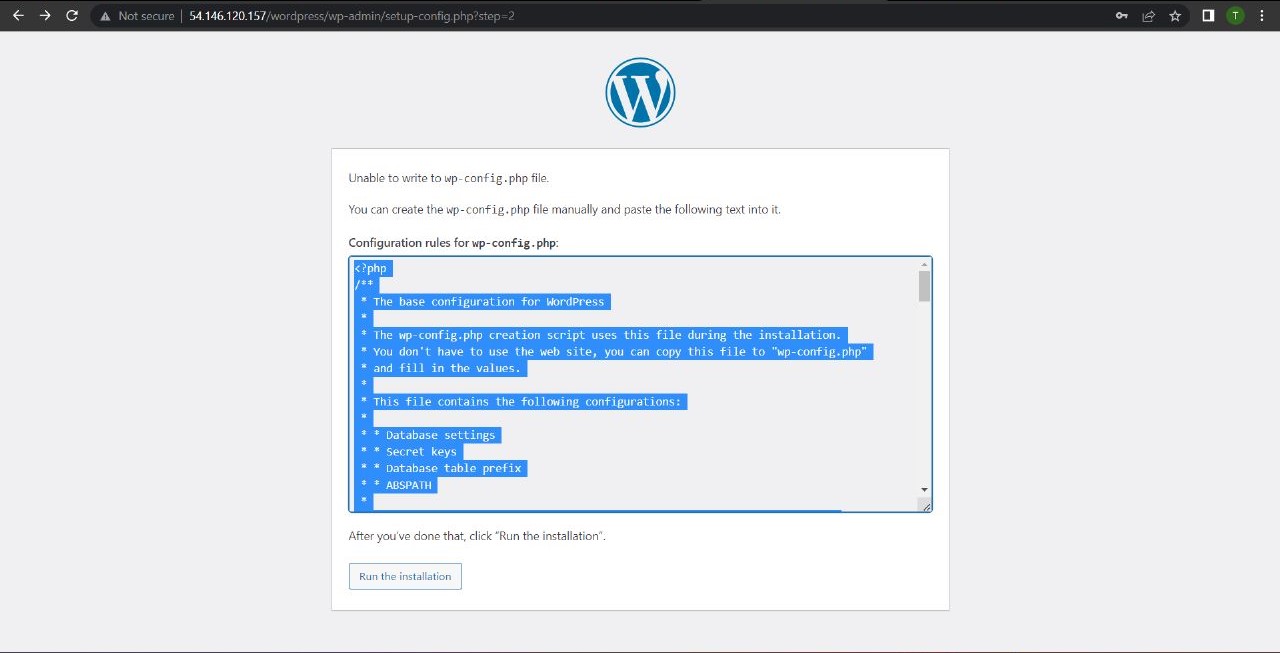 Not secure | 54.146.120.157/wordpress/wp-admin/setup-config.php?step=2
T
W
Unable to write to wp-config.php file.
You can create the wp-config.php file manually and paste the following text into it.
Configuration rules for wp-config.php:
<?php
/**
 * The base configuration for WordPress
 *
 * The wp-config.php creation script uses this file during the installation.
 * You don't have to use the web site, you can copy this file to "wp-config.php"
 * and fill in the values.
 *
 * This file contains the following configurations:
 *
 * * Database settings
 * * Secret keys
 * * Database table prefix
 * * ABSPATH
 *
After you've done that, click “Run the installation”.
Run the installation